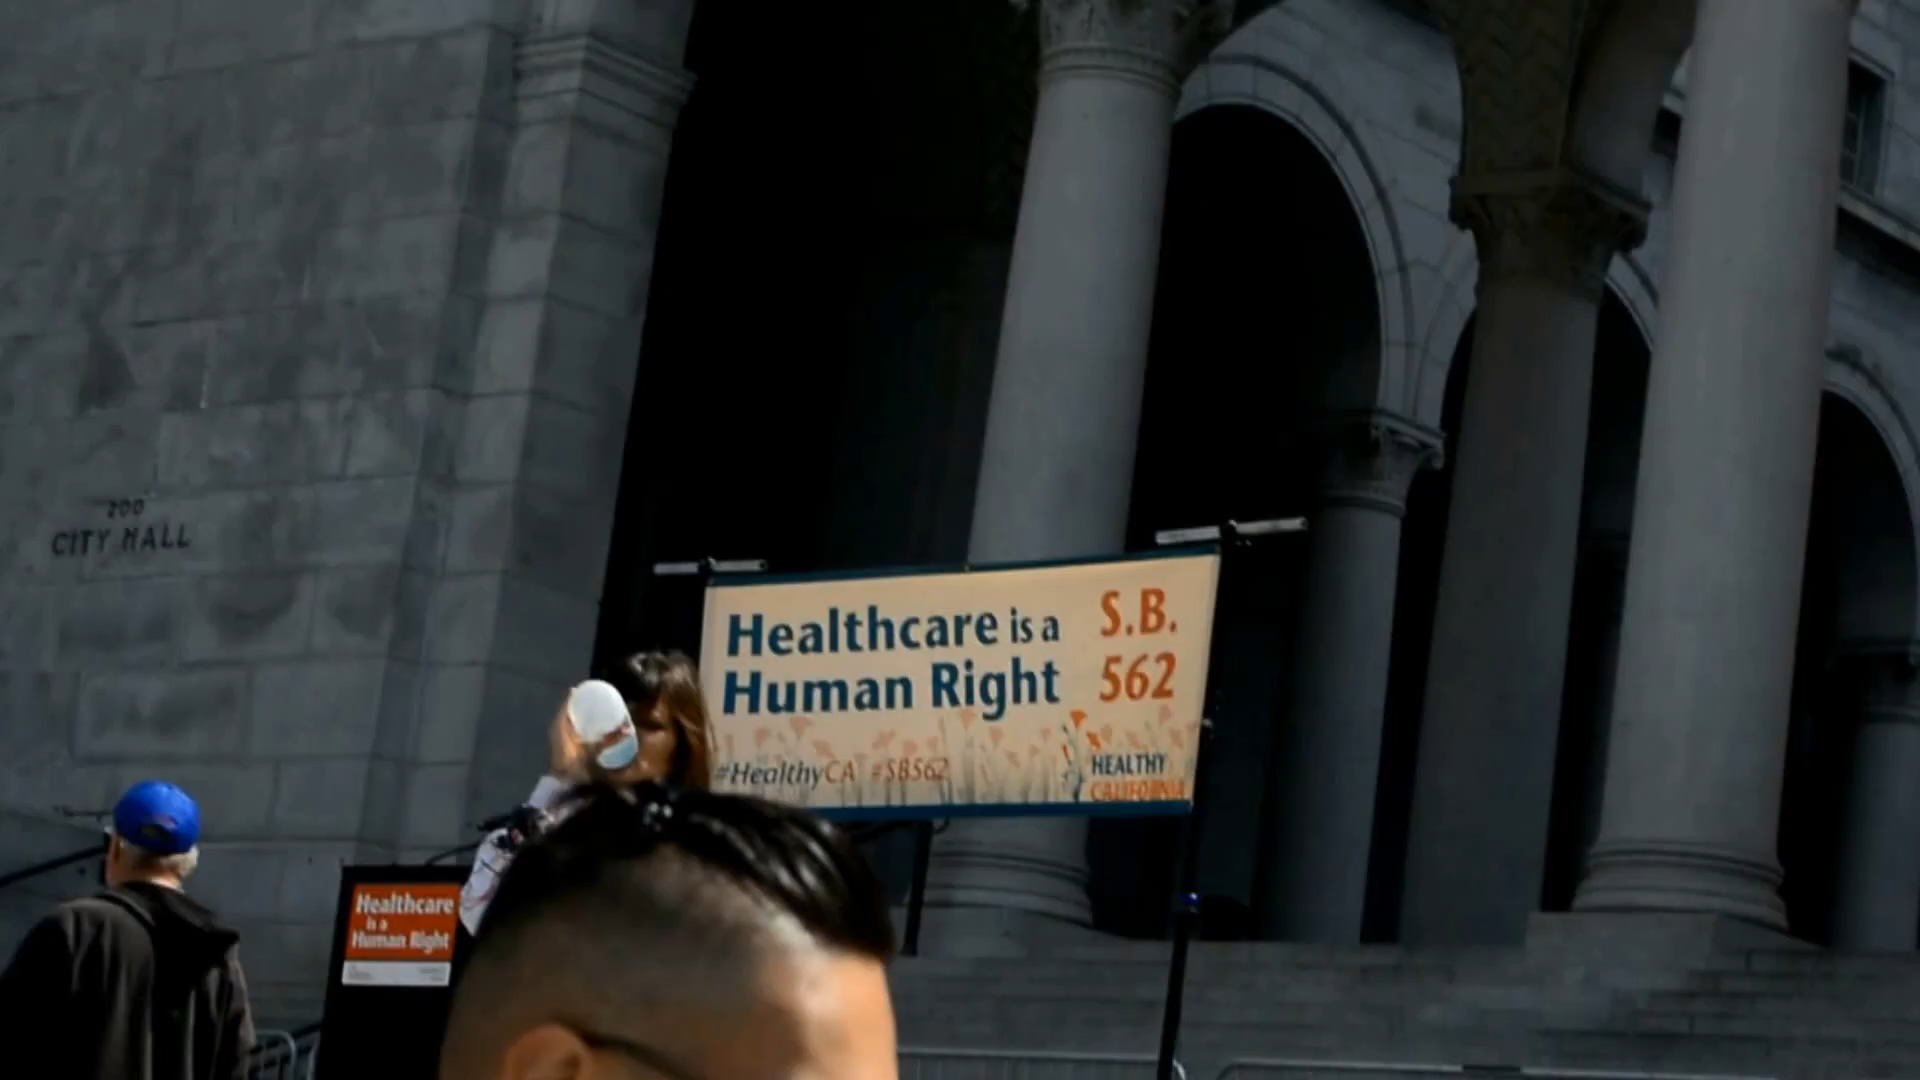 200
CITY HALL
Healthcare is a
Human Right
S.B.
562
#HealthyCA #SB562
HEALTHY
CALIFORNIA
Healthcare
is a
Human Right